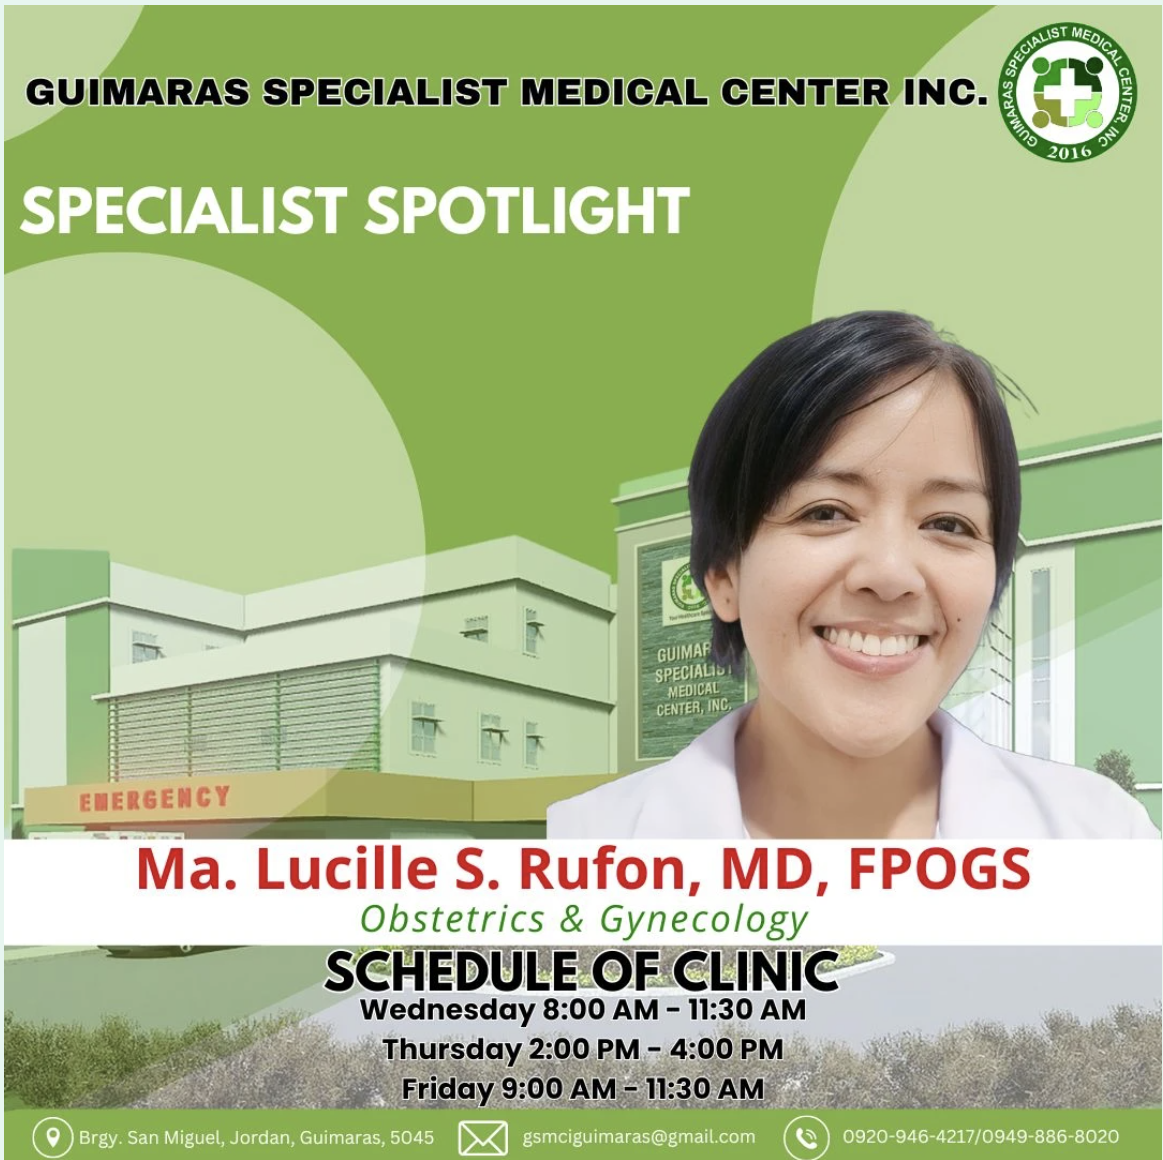 GUIMARAS SPECIALIST MEDICAL CENTER INC.
GUIMARAS SPECIALIST MEDICAL CENTER, INC
2016
SPECIALIST SPOTLIGHT
GUIMAR
SPECIALIST
MEDICAL
CENTER, INC.
EMERGENCY
Ma. Lucille S. Rufon, MD, FPOGS
Obstetrics & Gynecology
SCHEDULE OF CLINIC
Wednesday 8:00 AM - 11:30 AM
Thursday 2:00 PM - 4:00 PM
Friday 9:00 AM - 11:30 AM
Brgy. San Miguel, Jordan, Guimaras, 5045
gsmciguimaras@gmail.com
0920-946-4217/0949-886-8020